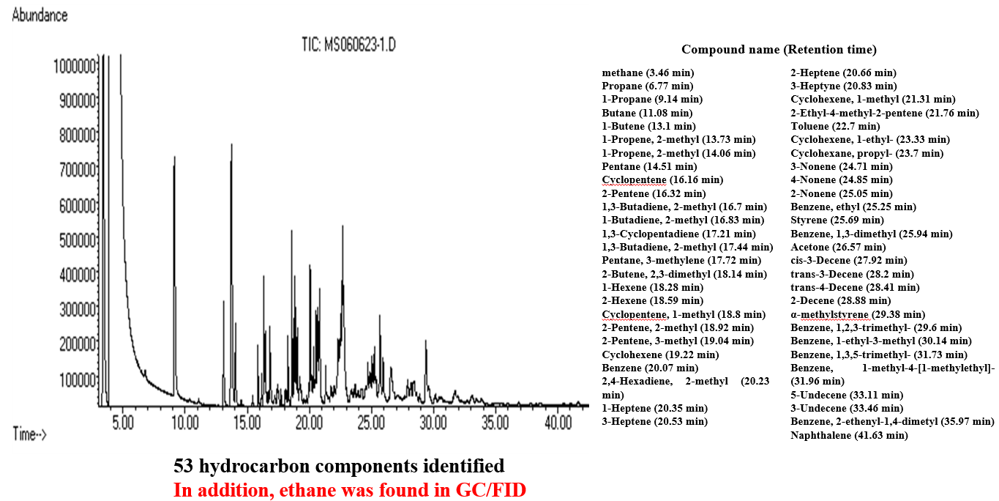 Abundance
TIC: MS060623-1.D
1000000
900000
800000
700000
600000
500000
400000
300000
200000
100000
5.00 10.00 15.00 20.00 25.00 30.00 35.00 40.00
Time-->
53 hydrocarbon components identified
In addition, ethane was found in GC/FID
Compound name (Retention time)
methane (3.46 min)
Propane (6.77 min)
1-Propane (9.14 min)
Butane (11.08 min)
1-Butene (13.1 min)
1-Propene, 2-methyl (13.73 min)
1-Propene, 2-methyl (14.06 min)
Pentane (14.51 min)
Cyclopentene (16.16 min)
2-Pentene (16.32 min)
1,3-Butadiene, 2-methyl (16.7 min)
1-Butadiene, 2-methyl (16.83 min)
1,3-Cyclopentadiene (17.21 min)
1,3-Butadiene, 2-methyl (17.44 min)
Pentane, 3-methylene (17.72 min)
2-Butene, 2,3-dimethyl (18.14 min)
1-Hexene (18.28 min)
2-Hexene (18.59 min)
Cyclopentene, 1-methyl (18.8 min)
2-Pentene, 2-methyl (18.92 min)
2-Pentene, 3-methyl (19.04 min)
Cyclohexene (19.22 min)
Benzene (20.07 min)
2,4-Hexadiene, 2-methyl (20.23
min)
1-Heptene (20.35 min)
3-Heptene (20.53 min)
2-Heptene (20.66 min)
3-Heptyne (20.83 min)
Cyclohexene, 1-methyl (21.31 min)
2-Ethyl-4-methyl-2-pentene (21.76 min)
Toluene (22.7 min)
Cyclohexene, 1-ethyl- (23.33 min)
Cyclohexane, propyl- (23.7 min)
3-Nonene (24.71 min)
4-Nonene (24.85 min)
2-Nonene (25.05 min)
Benzene, ethyl (25.25 min)
Styrene (25.69 min)
Benzene, 1,3-dimethyl (25.94 min)
Acetone (26.57 min)
cis-3-Decene (27.92 min)
trans-3-Decene (28.2 min)
trans-4-Decene (28.41 min)
2-Decene (28.88 min)
α-methylstyrene (29.38 min)
Benzene, 1,2,3-trimethyl- (29.6 min)
Benzene, 1-ethyl-3-methyl (30.14 min)
Benzene, 1,3,5-trimethyl- (31.73 min)
Benzene, 1-methyl-4-[1-methylethyl]-
(31.96 min)
5-Undecene (33.11 min)
3-Undecene (33.46 min)
Benzene, 2-ethenyl-1,4-dimetyl (35.97 min)
Naphthalene (41.63 min)